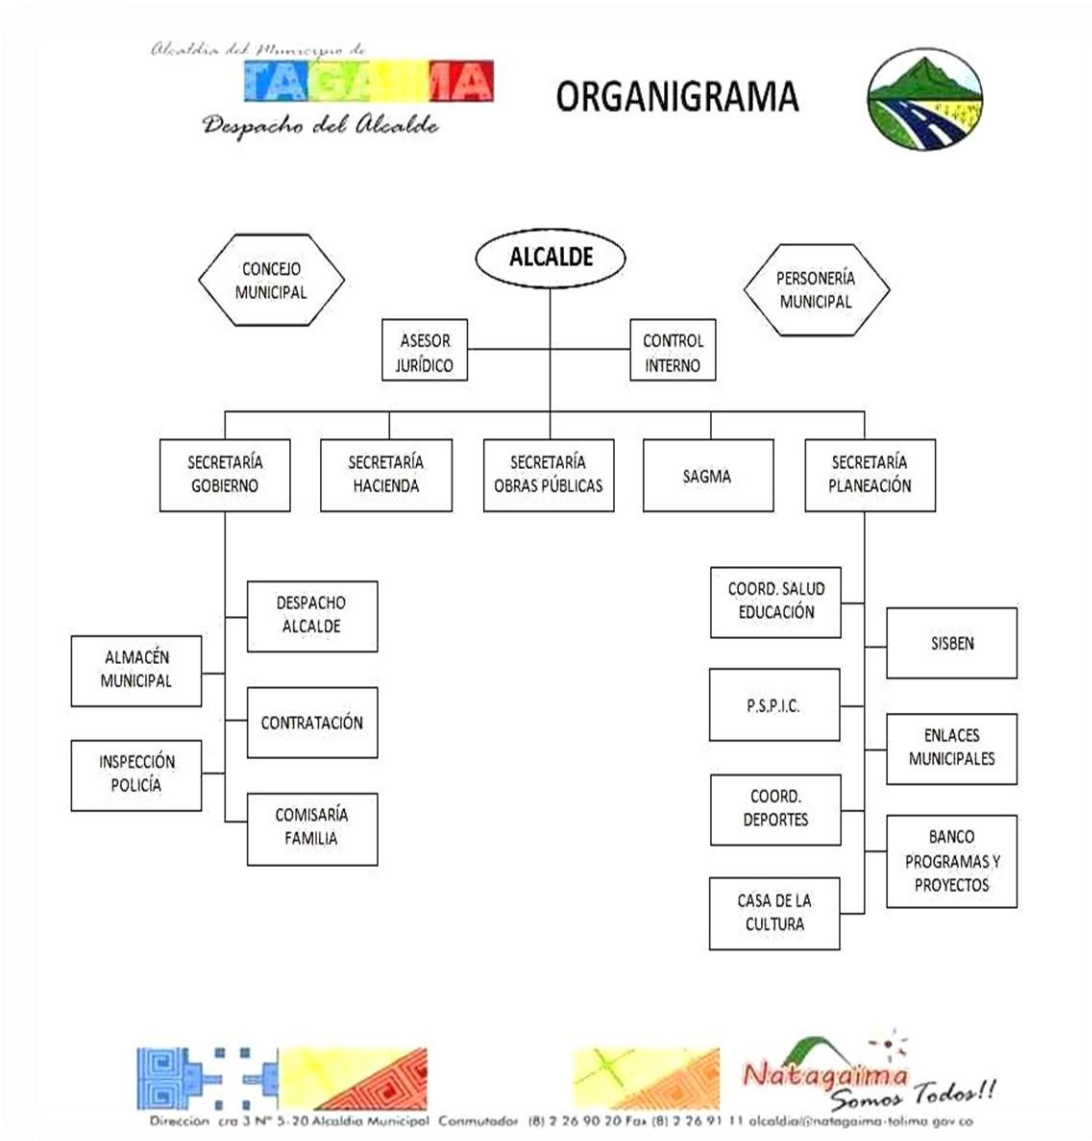 Alcaldía del Municipio de
TAGAIMA
Despacho del Alcalde
ORGANIGRAMA
CONCEJO
MUNICIPAL
ALCALDE
PERSONERÍA
MUNICIPAL
ASESOR
JURÍDICO
CONTROL
INTERNO
SECRETARÍA
GOBIERNO
SECRETARÍA
HACIENDA
SECRETARÍA
OBRAS PÚBLICAS
SAGMA
SECRETARÍA
PLANEACIÓN
DESPACHO
ALCALDE
ALMACÉN
MUNICIPAL
CONTRATACIÓN
INSPECCIÓN
POLICÍA
COMISARÍA
FAMILIA
COORD. SALUD
EDUCACIÓN
SISBEN
P.S.P.I.C.
ENLACES
MUNICIPALES
COORD.
DEPORTES
BANCO
PROGRAMAS Y
PROYECTOS
CASA DE LA
CULTURA
Natagaima
Somos Todos!!
Dirección cra 3 N° 5-20 Alcaldia Municipal Conmutador (8) 2 26 90 20 Fax (8) 2 26 91 11 alcaldia@natagaima-tolima gov co